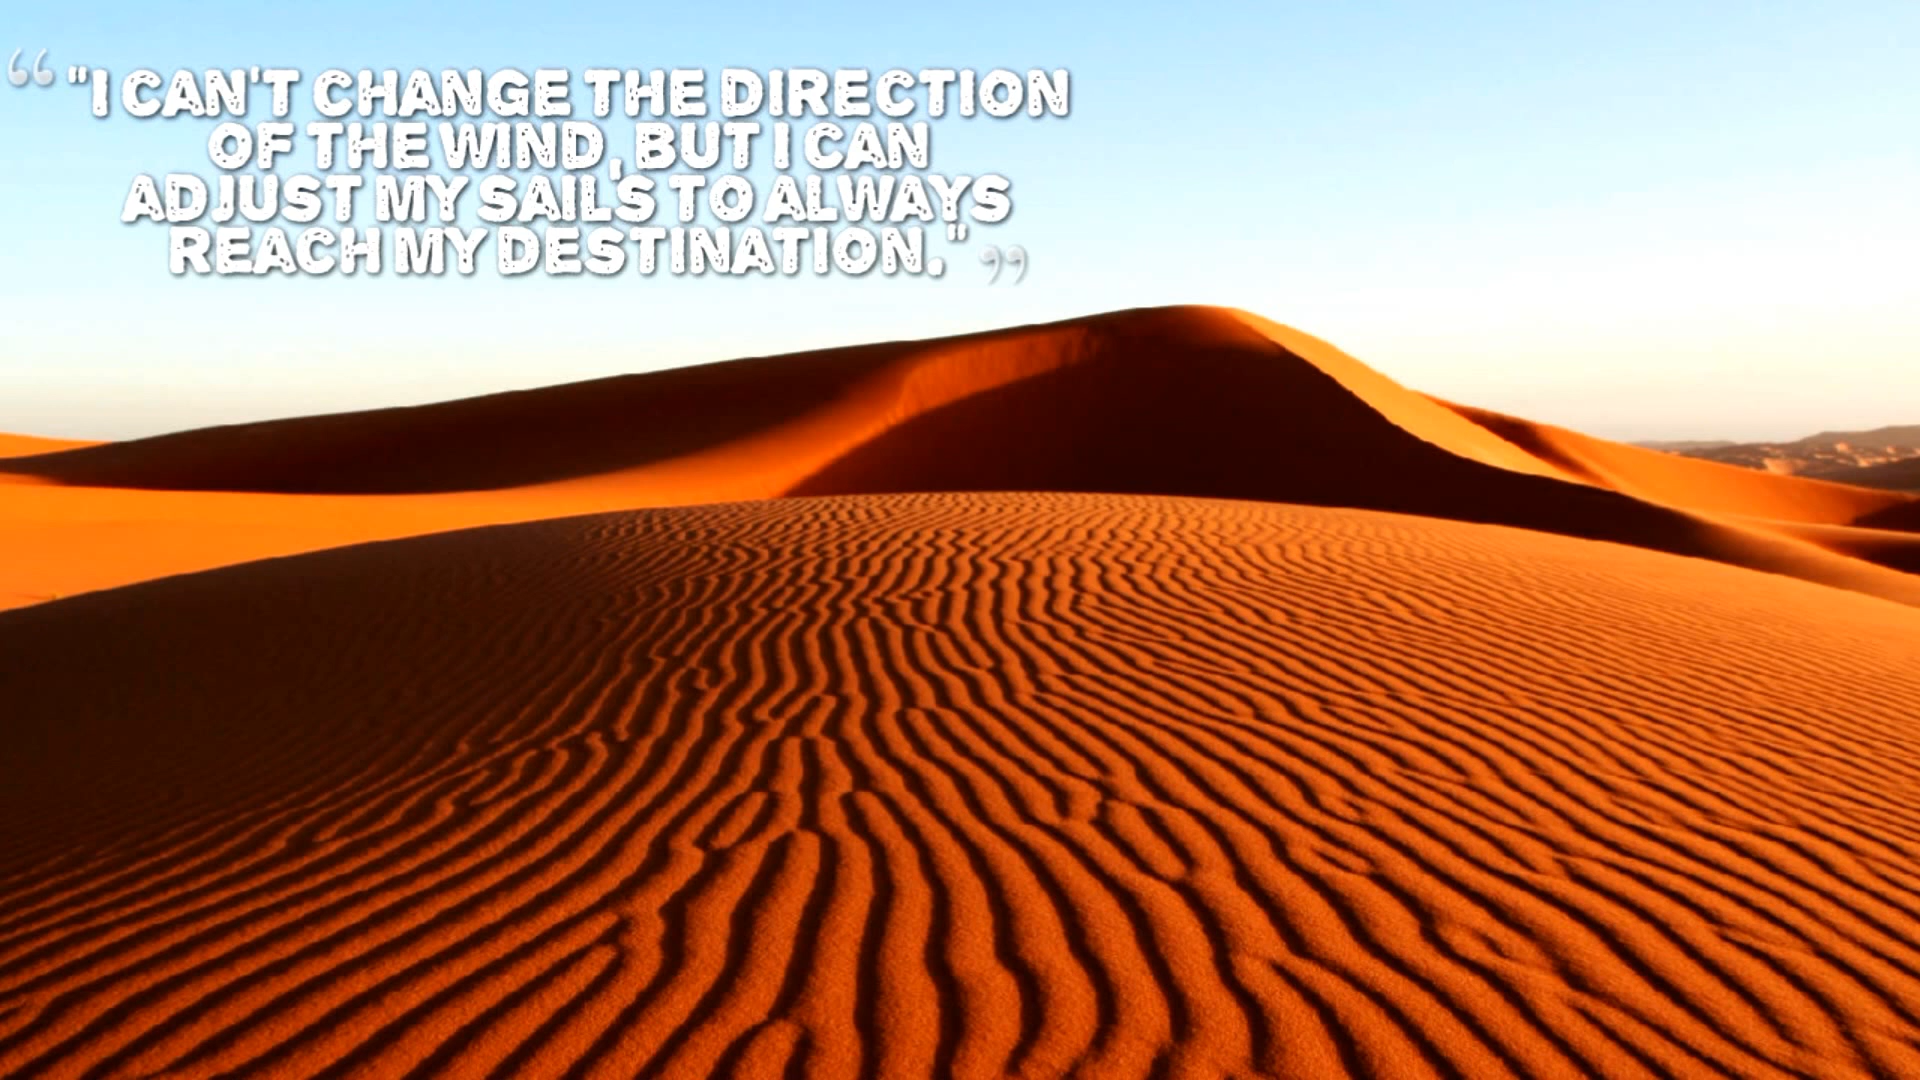 “ "I CAN'T CHANGE THE DIRECTION
OF THE WIND, BUT I CAN
ADJUST MY SAILS TO ALWAYS
REACH MY DESTINATION." ”